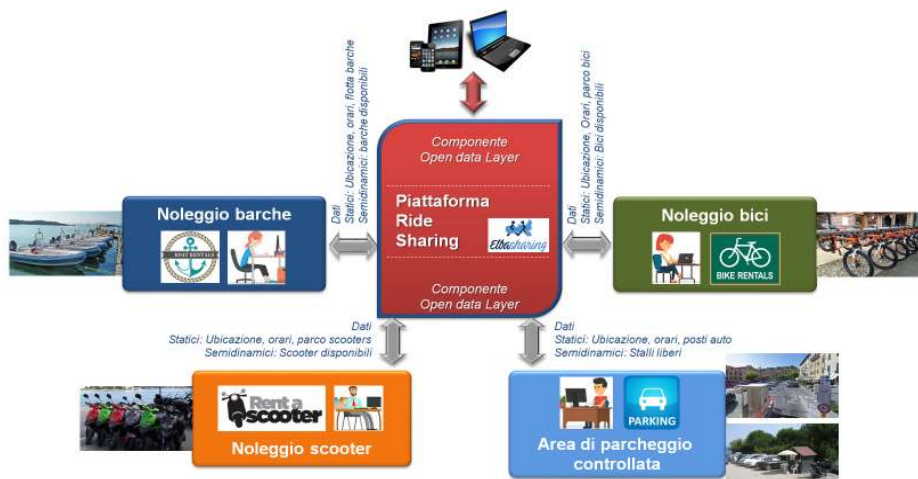 Dati
Statici: Ubicazione, orari, flotta barche
Semidinamici: barche disponibili
Dati
Statici: Ubicazione, Orari, parco bici
Semidinamici: Bici disponibili
Componente
Open data Layer
Piattaforma
Ride
Sharing
Elbasharing
Componente
Open data Layer
Noleggio barche
BOAT RENTALS
Noleggio bici
BIKE RENTALS
Dati
Statici: Ubicazione, orari, parco scooters
Semidinamici: Scooter disponibili
Dati
Statici: Ubicazione, orari, posti auto
Semidinamici: Stalli liberi
Rent a
scooter
Noleggio scooter
PARKING
Area di parcheggio
controllata